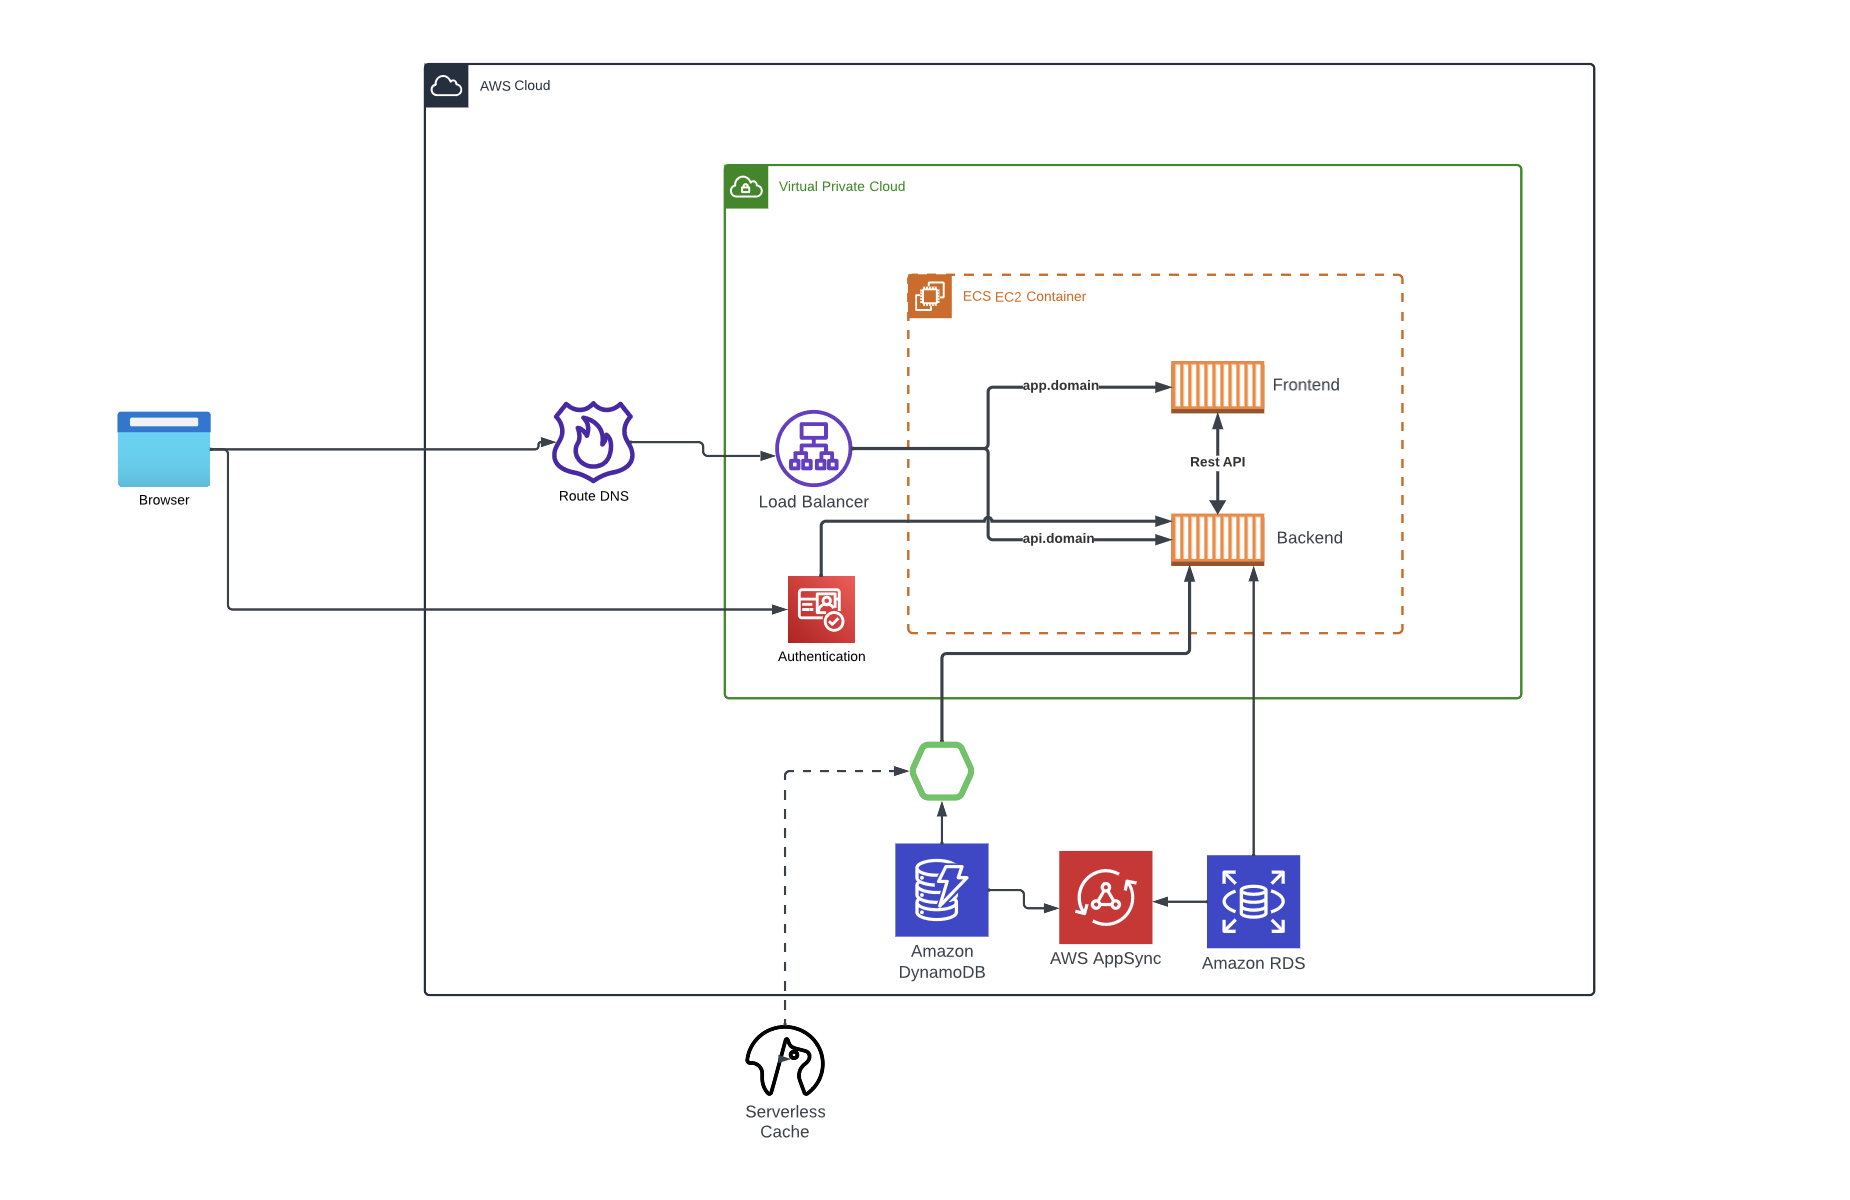 AWS Cloud
Virtual Private Cloud
ECS EC2 Container
app.domain
Frontend
Rest API
Browser
Route DNS
Load Balancer
api.domain
Backend
Authentication
Amazon
DynamoDB
AWS AppSync
Amazon RDS
Serverless
Cache